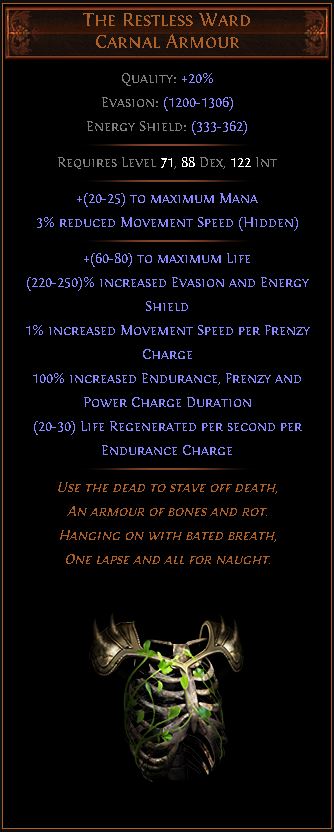 The Restless Ward
Carnal Armour
Quality: +20%
Evasion: (1200-1306)
Energy Shield: (333-362)
Requires Level 71, 88 Dex, 122 Int
+(20-25) to maximum Mana
3% reduced Movement Speed (Hidden)
+(60-80) to maximum Life
(220-250)% increased Evasion and Energy
Shield
1% increased Movement Speed per Frenzy
Charge
100% increased Endurance, Frenzy and
Power Charge Duration
(20-30) Life Regenerated per second per
Endurance Charge
Use the dead to stave off death,
An armour of bones and rot.
Hanging on with bated breath,
One lapse and all for naught.